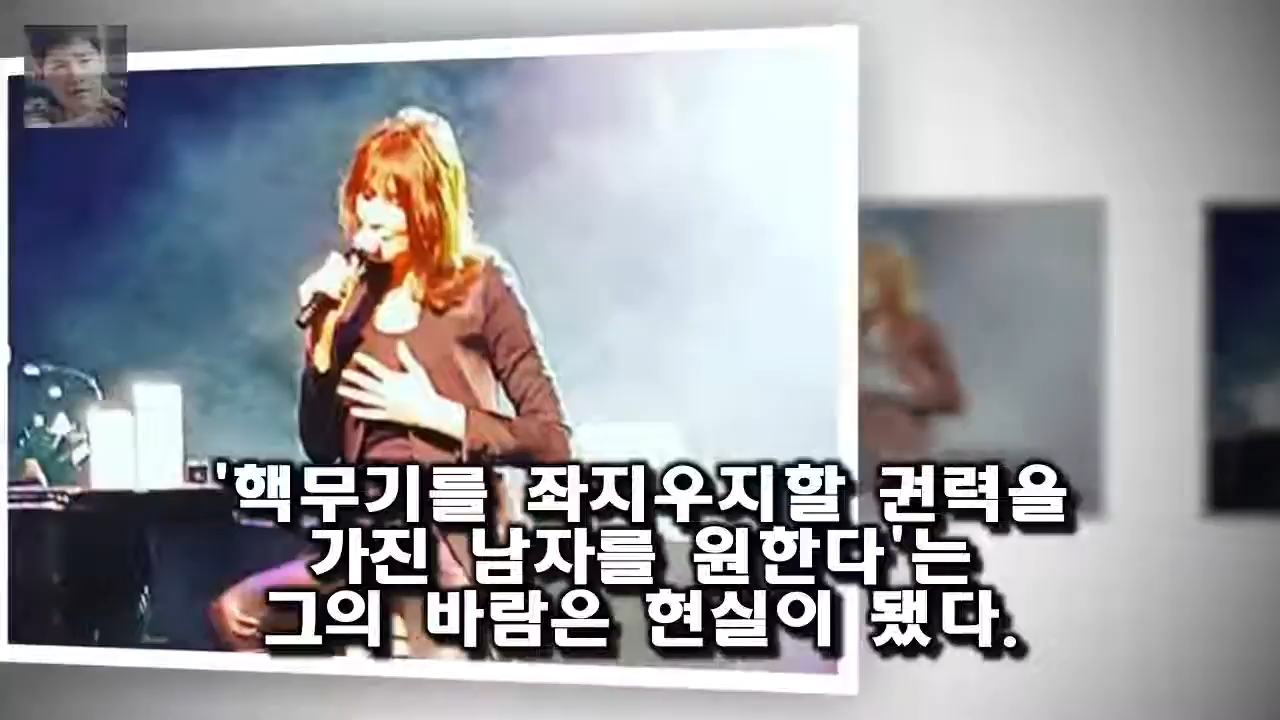 '핵무기를 좌지우지할 권력을
가진 남자를 원한다'는
그의 바람은 현실이 됐다.